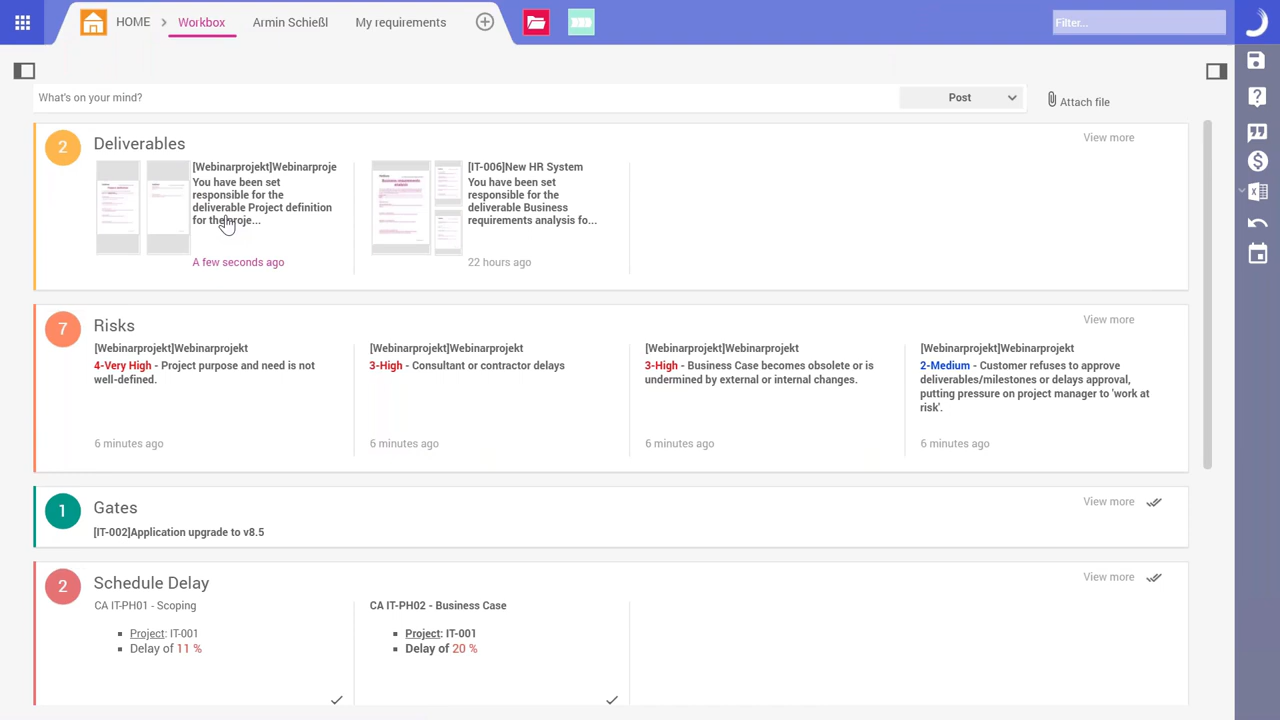 HOME
Workbox
Armin Schießl
My requirements
Filter...
What's on your mind?
Post
Attach file
2
Deliverables
View more
[Webinarprojekt]Webinarproje
You have been set
responsible for the
deliverable Project definition
for the proje...
A few seconds ago
[IT-006]New HR System
You have been set
responsible for the
deliverable Business
requirements analysis fo...
22 hours ago
7
Risks
View more
[Webinarprojekt]Webinarprojekt
4-Very High - Project purpose and need is not
well-defined.
6 minutes ago
[Webinarprojekt]Webinarprojekt
3-High - Consultant or contractor delays
6 minutes ago
[Webinarprojekt]Webinarprojekt
3-High - Business Case becomes obsolete or is
undermined by external or internal changes.
6 minutes ago
[Webinarprojekt]Webinarprojekt
2-Medium - Customer refuses to approve
deliverables/milestones or delays approval,
putting pressure on project manager to 'work at
risk'.
6 minutes ago
1
Gates
View more
[IT-002]Application upgrade to v8.5
2
Schedule Delay
View more
CA IT-PH01 - Scoping
Project: IT-001
Delay of 11 %
CA IT-PH02 - Business Case
Project: IT-001
Delay of 20 %